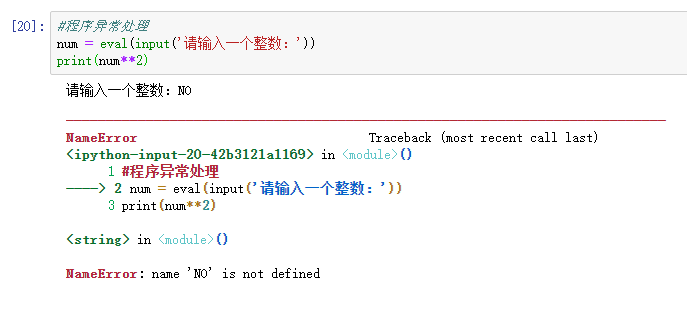 [20]: #程序异常处理
num = eval(input('请输入一个整数：'))
print(num**2)
请输入一个整数：NO
NameError Traceback (most recent call last)
<ipython-input-20-42b3121a1169> in <module>()
1 #程序异常处理
----> 2 num = eval(input('请输入一个整数：'))
3 print(num**2)
<string> in <module>()
NameError: name 'NO' is not defined